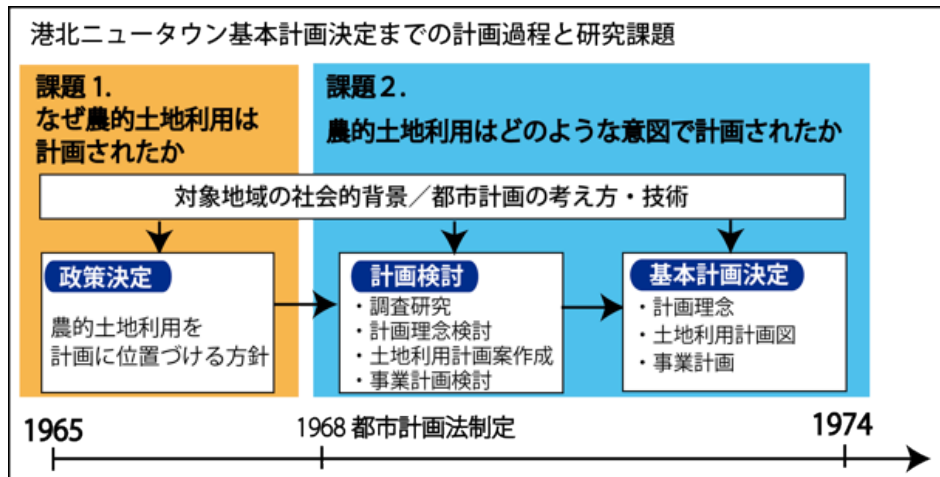 港北ニュータウン基本計画決定までの計画過程と研究課題
課題1.
なぜ農的土地利用は
計画されたか
課題2.
農的土地利用はどのような意図で計画されたか
対象地域の社会的背景／都市計画の考え方・技術
政策決定
農的土地利用を
計画に位置づける方針
計画検討
・調査研究
・計画理念検討
・土地利用計画案作成
・事業計画検討
基本計画決定
・計画理念
・土地利用計画図
・事業計画
1965
1968 都市計画法制定
1974